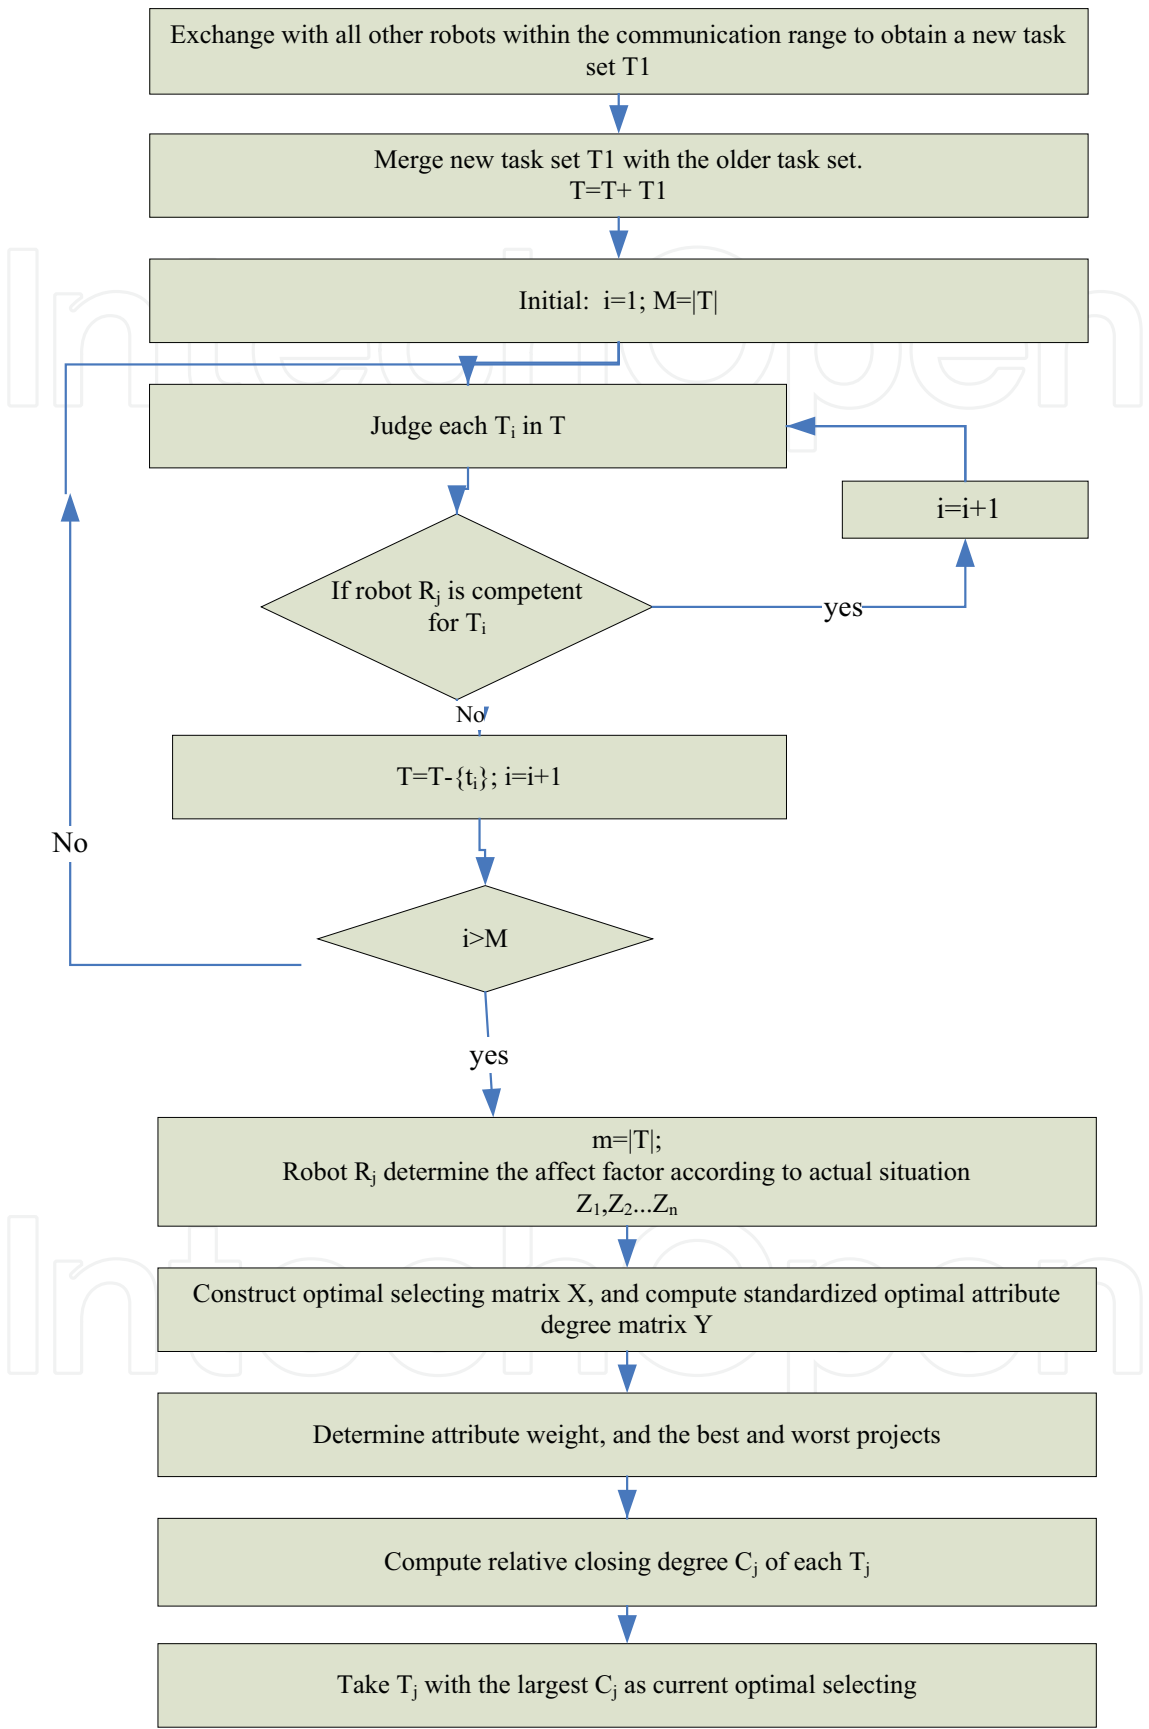 Exchange with all other robots within the communication range to obtain a new task
set T1
Merge new task set T1 with the older task set.
T=T+ T1
Initial:  i=1; M=|T|
Judge each Tᵢ in T
i=i+1
If robot Rⱼ is competent
for Tᵢ
yes
No
T=T-{tᵢ}; i=i+1
No
i>M
yes
m=|T|;
Robot Rⱼ determine the affect factor according to actual situation
Z₁,Z₂...Zₙ
Construct optimal selecting matrix X, and compute standardized optimal attribute
degree matrix Y
Determine attribute weight, and the best and worst projects
Compute relative closing degree Cⱼ of each Tⱼ
Take Tⱼ with the largest Cⱼ as current optimal selecting
IntechOpen
IntechOpen